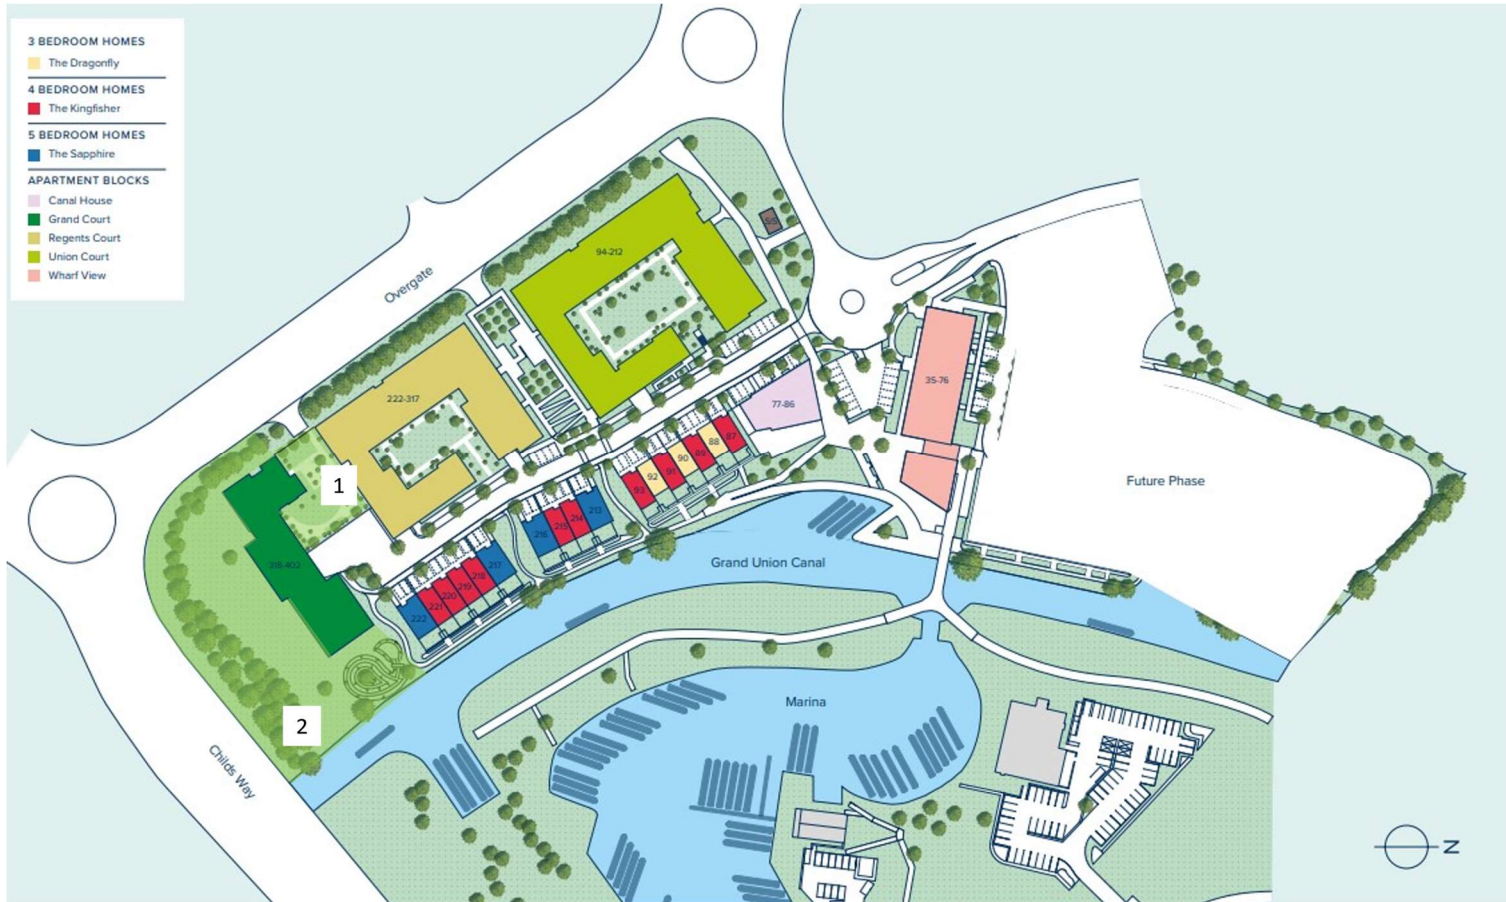 3 BEDROOM HOMES
The Dragonfly
4 BEDROOM HOMES
The Kingfisher
5 BEDROOM HOMES
The Sapphire
APARTMENT BLOCKS
Canal House
Grand Court
Regents Court
Union Court
Wharf View
Overgate
94-212
SS
222-317
35-76
77-86
87
88
89
90
91
92
93
1
213
214
215
216
217
218
219
220
221
222
318-402
Future Phase
Grand Union Canal
Marina
2
Childs Way
N